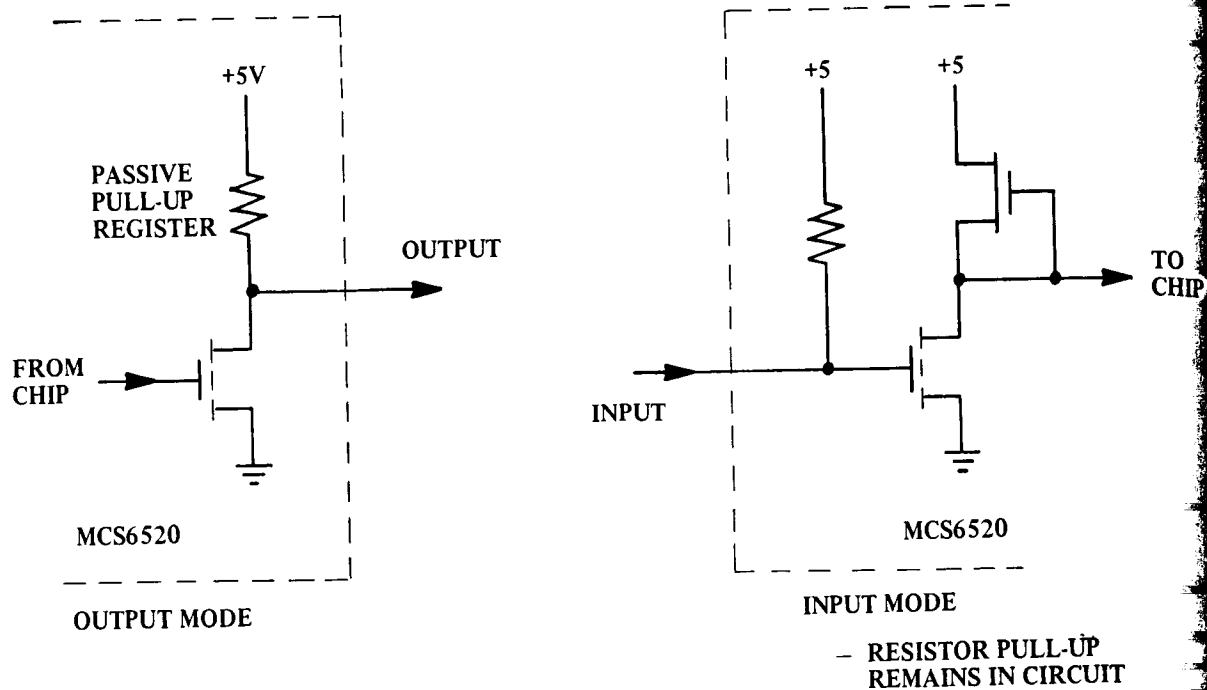 +5V
PASSIVE
PULL-UP
REGISTER
OUTPUT
FROM
CHIP
MCS6520
OUTPUT MODE
+5
+5
TO
CHIP
INPUT
MCS6520
INPUT MODE
– RESISTOR PULL-UP
REMAINS IN CIRCUIT